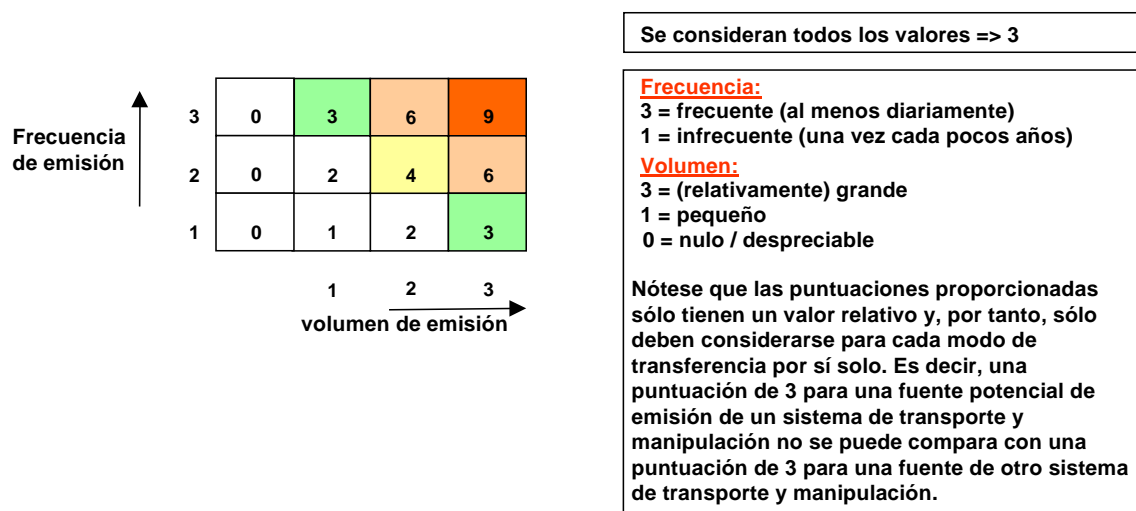 Se consideran todos los valores => 3
Frecuencia
de emisión
3 0 3 6 9
2 0 2 4 6
1 0 1 2 3
1 2 3
volumen de emisión
Frecuencia:
3 = frecuente (al menos diariamente)
1 = infrecuente (una vez cada pocos años)
Volumen:
3 = (relativamente) grande
1 = pequeño
0 = nulo / despreciable
Nótese que las puntuaciones proporcionadas
sólo tienen un valor relativo y, por tanto, sólo
deben considerarse para cada modo de
transferencia por sí solo. Es decir, una
puntuación de 3 para una fuente potencial de
emisión de un sistema de transporte y
manipulación no se puede compara con una
puntuación de 3 para una fuente de otro sistema
de transporte y manipulación.